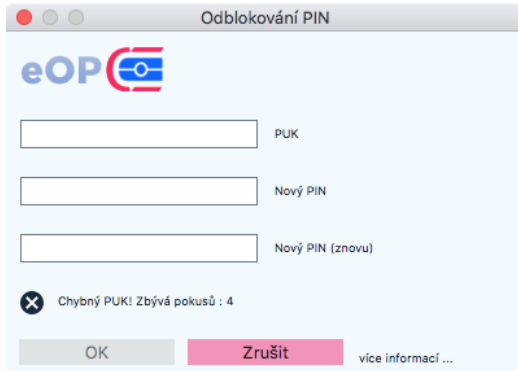 Odblokování PIN
eOP
PUK
Nový PIN
Nový PIN (znovu)
Chybný PUK! Zbývá pokusů : 4
OK
Zrušit
více informací ...